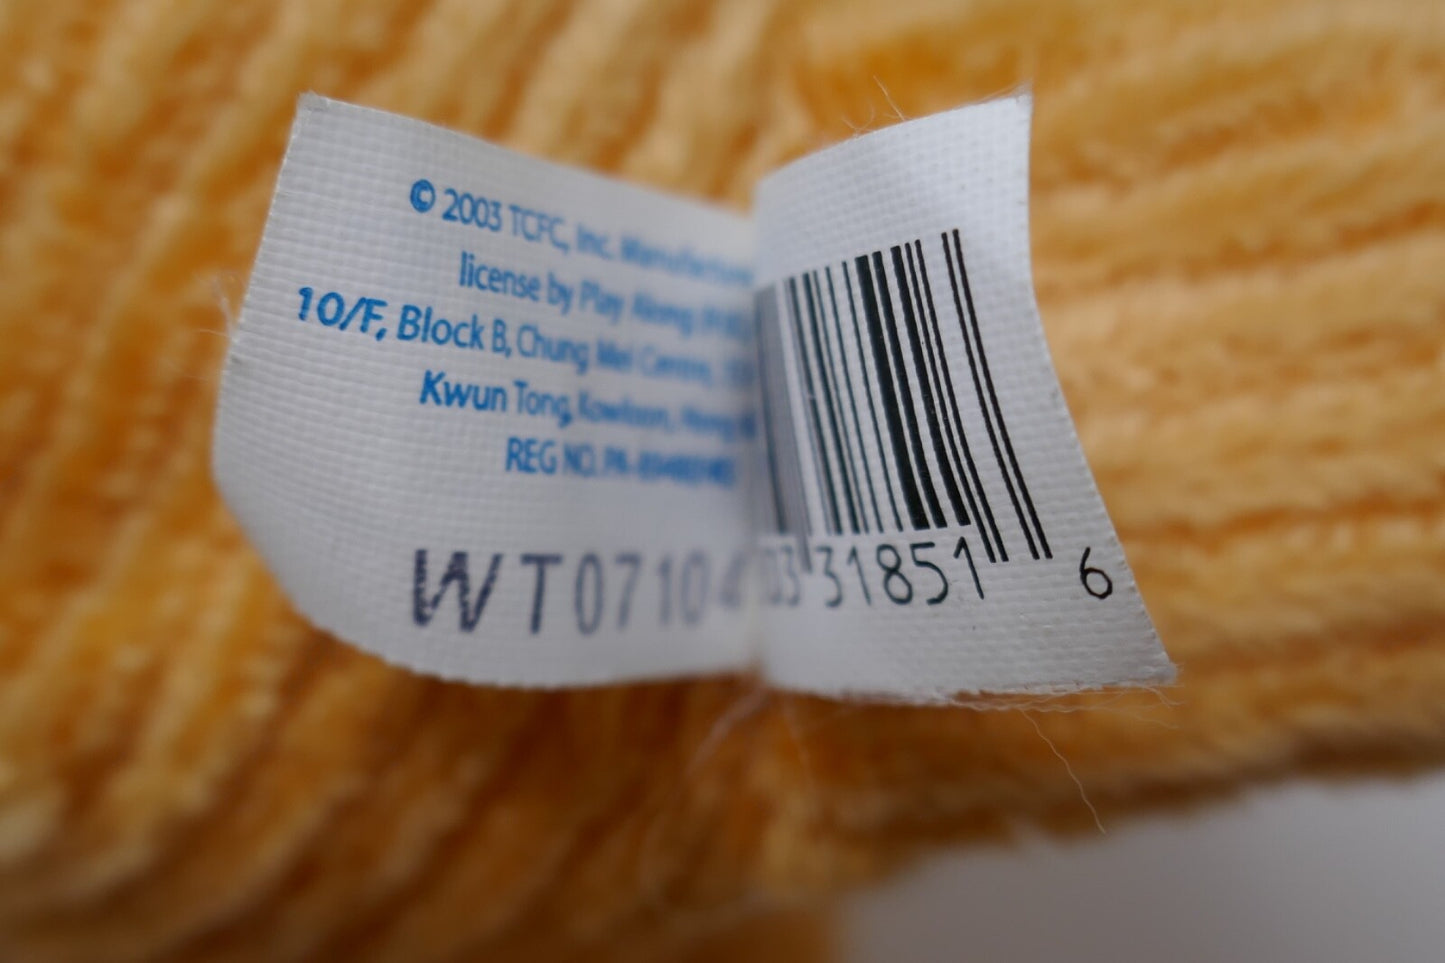 © 2003 TCFC, Inc.
license by Play Along
10/F, Block B, Chung Mei Centre,
Kwun Tong, Kowloon,
REG NO.
WT0710
331851 6